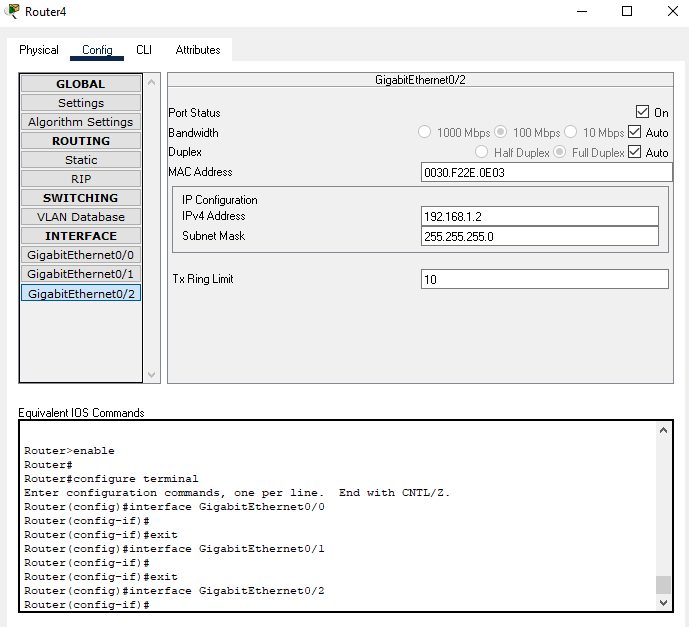 Router4
Physical Config CLI Attributes
GLOBAL
Settings
Algorithm Settings
ROUTING
Static
RIP
SWITCHING
VLAN Database
INTERFACE
GigabitEthernet0/0
GigabitEthernet0/1
GigabitEthernet0/2
GigabitEthernet0/2
Port Status On
Bandwidth 1000 Mbps 100 Mbps 10 Mbps Auto
Duplex Half Duplex Full Duplex Auto
MAC Address 0030.F22E.0E03
IP Configuration
IPv4 Address 192.168.1.2
Subnet Mask 255.255.255.0
Tx Ring Limit 10
Equivalent IOS Commands
Router>enable
Router#
Router#configure terminal
Enter configuration commands, one per line. End with CNTL/Z.
Router(config)#interface GigabitEthernet0/0
Router(config-if)#
Router(config-if)#exit
Router(config)#interface GigabitEthernet0/1
Router(config-if)#
Router(config-if)#exit
Router(config)#interface GigabitEthernet0/2
Router(config-if)#